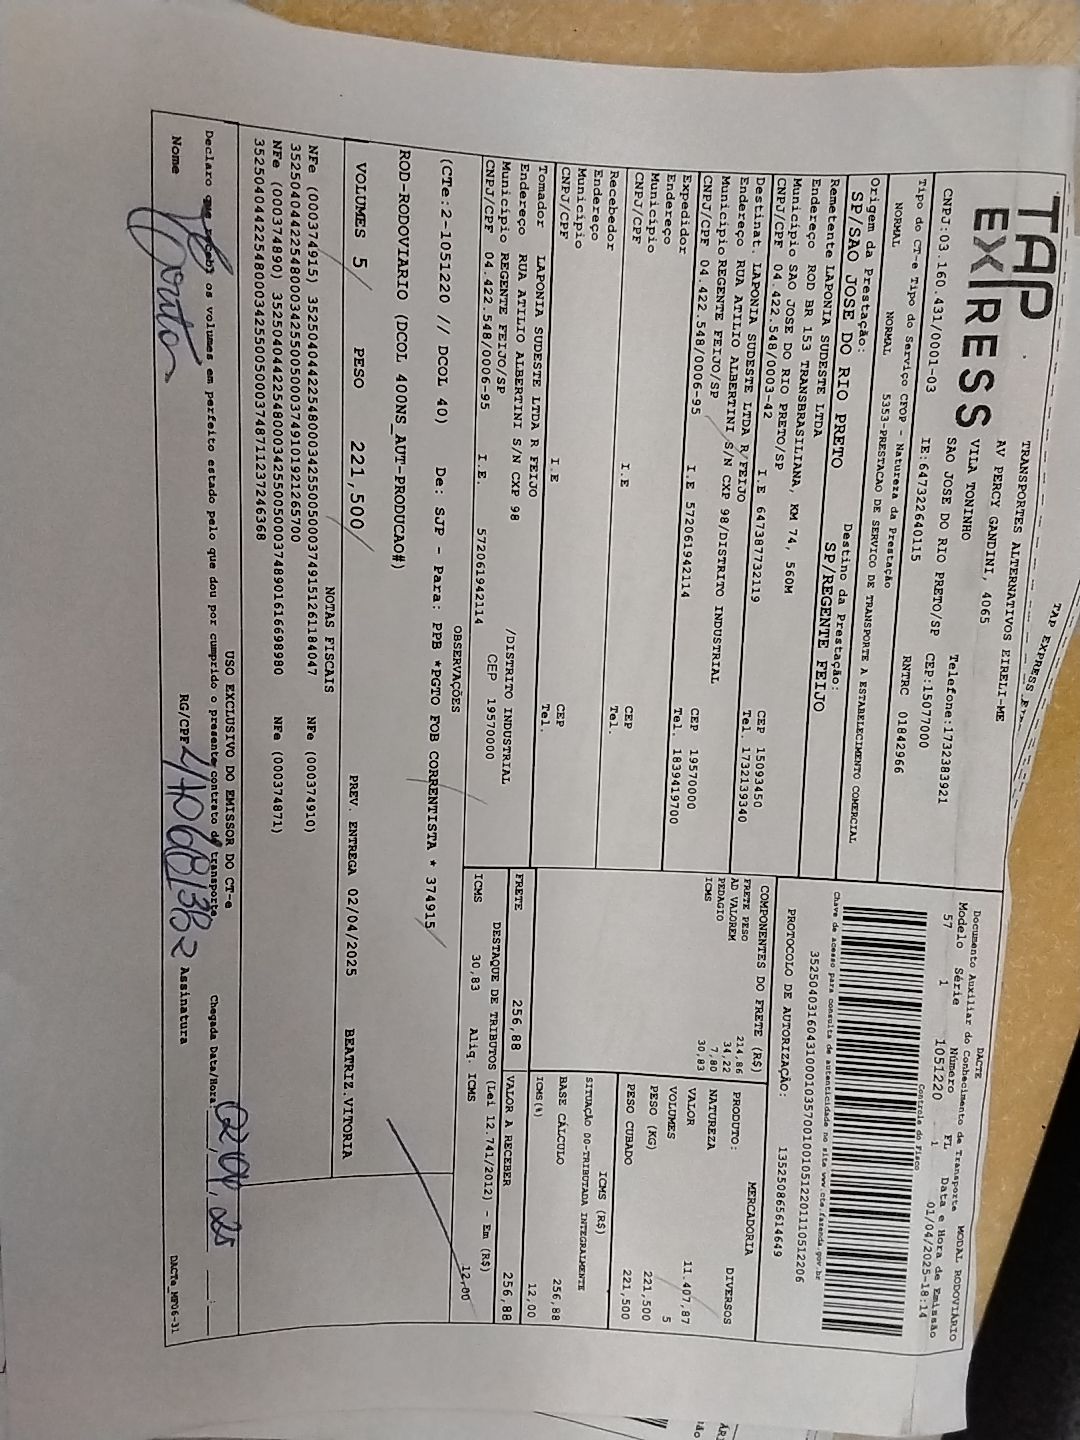 TAP EXPRESS
TAP
EXPRESS
TRANSPORTES ALTERNATIVOS EIRELI-ME
AV PERCY GANDINI, 4065
VILA TONINHO
SAO JOSE DO RIO PRETO/SP CEP:15077000
Telefone:1732383921
CNPJ:03.160.431/0001-03 IE:647322640115 RNTRC 01842966
Tipo do CT-e Tipo do Serviço CFOP - Natureza da Prestação
NORMAL NORMAL 5353-PRESTACAO DE SERVICO DE TRANSPORTE A ESTABELECIMENTO COMERCIAL
Origem da Prestação: Destino da Prestação:
SP/SAO JOSE DO RIO PRETO SP/REGENTE FEIJO
Remetente LAPONIA SUDESTE LTDA
Endereço ROD BR 153 TRANSBRASILIANA, KM 74, 560M
Município SAO JOSE DO RIO PRETO/SP CEP 15093450
CNPJ/CPF 04.422.548/0003-42 I.E 647387732119 Tel. 1732139340
Destinat. LAPONIA SUDESTE LTDA R FEIJO
Endereço RUA ATILIO ALBERTINI S/N CXP 98/DISTRITO INDUSTRIAL
Município REGENTE FEIJO/SP CEP 19570000
CNPJ/CPF 04.422.548/0006-95 I.E 572061942114 Tel. 1839419700
Expedidor
Endereço
Município CEP
CNPJ/CPF I.E Tel.
Recebedor
Endereço
Município CEP
CNPJ/CPF I.E Tel.
Tomador LAPONIA SUDESTE LTDA R FEIJO
Endereço RUA ATILIO ALBERTINI S/N CXP 98 /DISTRITO INDUSTRIAL
Município REGENTE FEIJO/SP CEP 19570000
CNPJ/CPF 04.422.548/0006-95 I.E. 572061942114
DACTE
Documento Auxiliar do Conhecimento de Transporte MODAL RODOVIÁRIO
Modelo Série Número FL Data e Hora de Emissão
57 1 1051220 1 01/04/2025-18:14
Controle do Fisco
Chave de acesso para consulta de autenticidade no site www.cte.fazenda.gov.br
35250403160431000103570010010512201110512206
PROTOCOLO DE AUTORIZAÇÃO: 135250865614649
COMPONENTES DO FRETE (R$)
FRETE PESO 214,86
AD VALOREM 34,22
PEDAGIO 7,80
ICMS 30,83
MERCADORIA
PRODUTO: DIVERSOS
NATUREZA
VALOR 11.407,87
VOLUMES 5
PESO (KG) 221,500
PESO CUBADO 221,500
ICMS (R$)
SITUAÇÃO 00-TRIBUTADA INTEGRALMENTE
BASE CÁLCULO 256,88
ICMS(%) 12,00
FRETE 256,88 VALOR A RECEBER 256,88
DESTAQUE DE TRIBUTOS (Lei 12.741/2012) - Em (R$)
ICMS 30,83 Aliq. ICMS 12,00
OBSERVAÇÕES
(CTe:2-1051220 // DCOL 40) De: SJP - Para: PPB *PGTO FOB CORRENTISTA * 374915
ROD-RODOVIARIO (DCOL 400NS_AUT-PRODUCAO#)
VOLUMES 5 PESO 221,500 PREV. ENTREGA 02/04/2025 BEATRIZ.VITORIA
NOTAS FISCAIS
NFe (000374915) 35250404422548000342550050003749151261184047 NFe (000374910)
35250404422548000342550050003749101921265700
NFe (000374890) 35250404422548000342550050003748901616698980 NFe (000374871)
35250404422548000342550050003748711237246368
USO EXCLUSIVO DO EMISSOR DO CT-e
Declaro que recebi os volumes em perfeito estado pelo que dou por cumprido o presente contrato de transporte Chegada Data/Hora
Nome RG/CPF Assinatura
DACTe_MP06-31